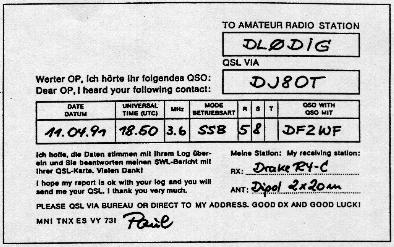 TO AMATEUR RADIO STATION
DLØDIG
QSL VIA
DJ8OT
Werter OP, ich hörte Ihr folgendes QSO:
Dear OP, I heard your following contact:
DATE DATUM UNIVERSAL TIME (UTC) MHz MODE BETRIEBSART R S T QSO WITH QSO MIT
11.04.91 18.50 3.6 SSB 5 8 DF2WF
Ich hoffe, die Daten stimmen mit Ihrem Log über-
ein und Sie beantworten meinen SWL-Bericht mit
Ihrer QSL-Karte. Vielen Dank!
I hope my report is ok with your log and you will
send me your QSL. I thank you very much.
Meine Station: My receiving station:
RX: Drake R4-C
ANT: Dipol 2x20m
PLEASE QSL VIA BUREAU OR DIRECT TO MY ADDRESS. GOOD DX AND GOOD LUCK!
MNI TNX ES VY 73! Paul